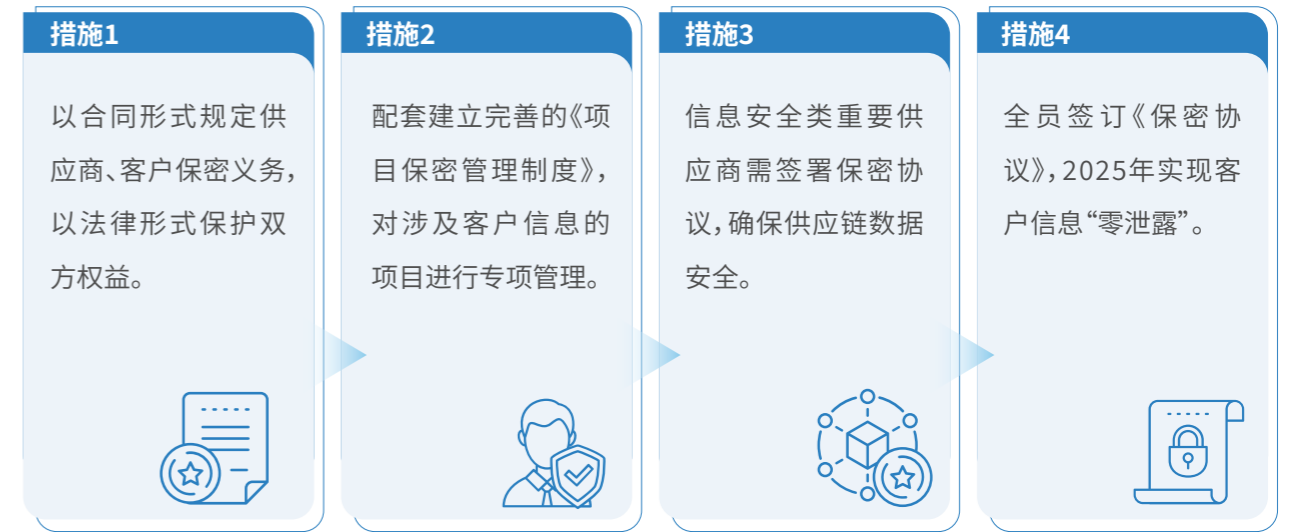 措施1
以合同形式规定供
应商、客户保密义务，
以法律形式保护双
方权益。
措施2
配套建立完善的《项
目保密管理制度》，
对涉及客户信息的
项目进行专项管理。
措施3
信息安全类重要供
应商需签署保密协
议，确保供应链数据
安全。
措施4
全员签订《保密协
议》，2025年实现客
户信息“零泄露”。